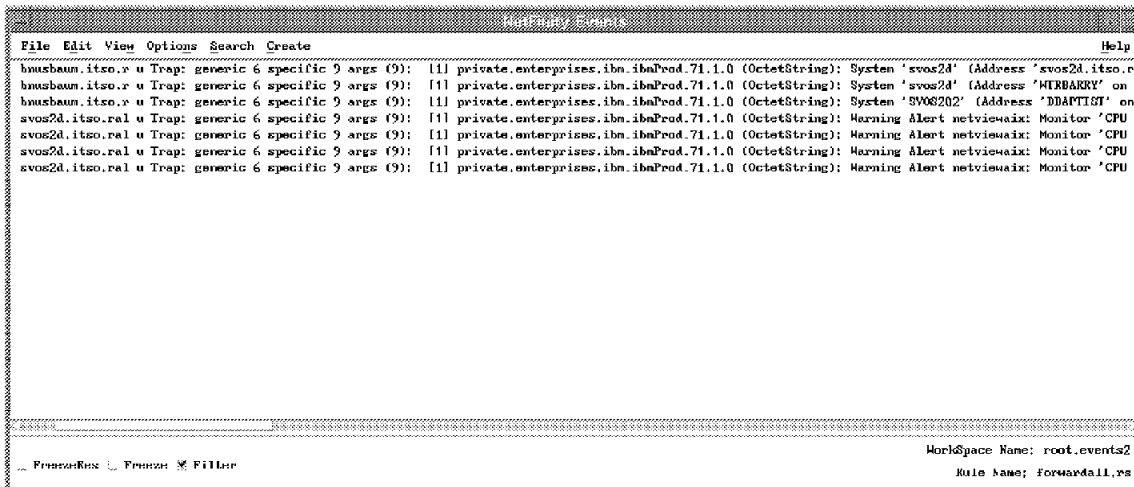 NetFinity Events
File Edit View Options Search Create Help
bnusbaum.itso.r u Trap: generic 6 specific 9 args (9): [1] private.enterprises.ibm.ibmProd.71.1.0 (OctetString): System 'svos2d' (Address 'svos2d.itso.r
bnusbaum.itso.r u Trap: generic 6 specific 9 args (9): [1] private.enterprises.ibm.ibmProd.71.1.0 (OctetString): System 'svos2d' (Address 'WTRBARRY' on
bnusbaum.itso.r u Trap: generic 6 specific 9 args (9): [1] private.enterprises.ibm.ibmProd.71.1.0 (OctetString): System 'SVOS202' (Address 'DBAPTIST' on
svos2d.itso.ral u Trap: generic 6 specific 9 args (9): [1] private.enterprises.ibm.ibmProd.71.1.0 (OctetString): Warning Alert netviewaix: Monitor 'CPU
svos2d.itso.ral u Trap: generic 6 specific 9 args (9): [1] private.enterprises.ibm.ibmProd.71.1.0 (OctetString): Warning Alert netviewaix: Monitor 'CPU
svos2d.itso.ral u Trap: generic 6 specific 9 args (9): [1] private.enterprises.ibm.ibmProd.71.1.0 (OctetString): Warning Alert netviewaix: Monitor 'CPU
svos2d.itso.ral u Trap: generic 6 specific 9 args (9): [1] private.enterprises.ibm.ibmProd.71.1.0 (OctetString): Warning Alert netviewaix: Monitor 'CPU
WorkSpace Name: root.events2
FreezeRes Freeze Filter
Rule Name: forwardall.rs